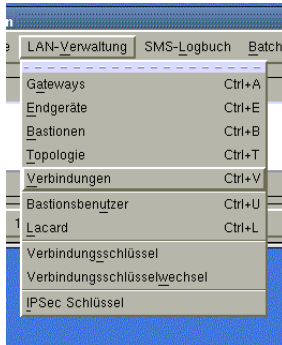 LAN-Verwaltung SMS-Logbuch Batch
Gateways Ctrl+A
Endgeräte Ctrl+E
Bastionen Ctrl+B
Topologie Ctrl+T
Verbindungen Ctrl+V
Bastionsbenutzer Ctrl+U
Lacard Ctrl+L
Verbindungsschlüssel
Verbindungsschlüsselwechsel
IPSec Schlüssel